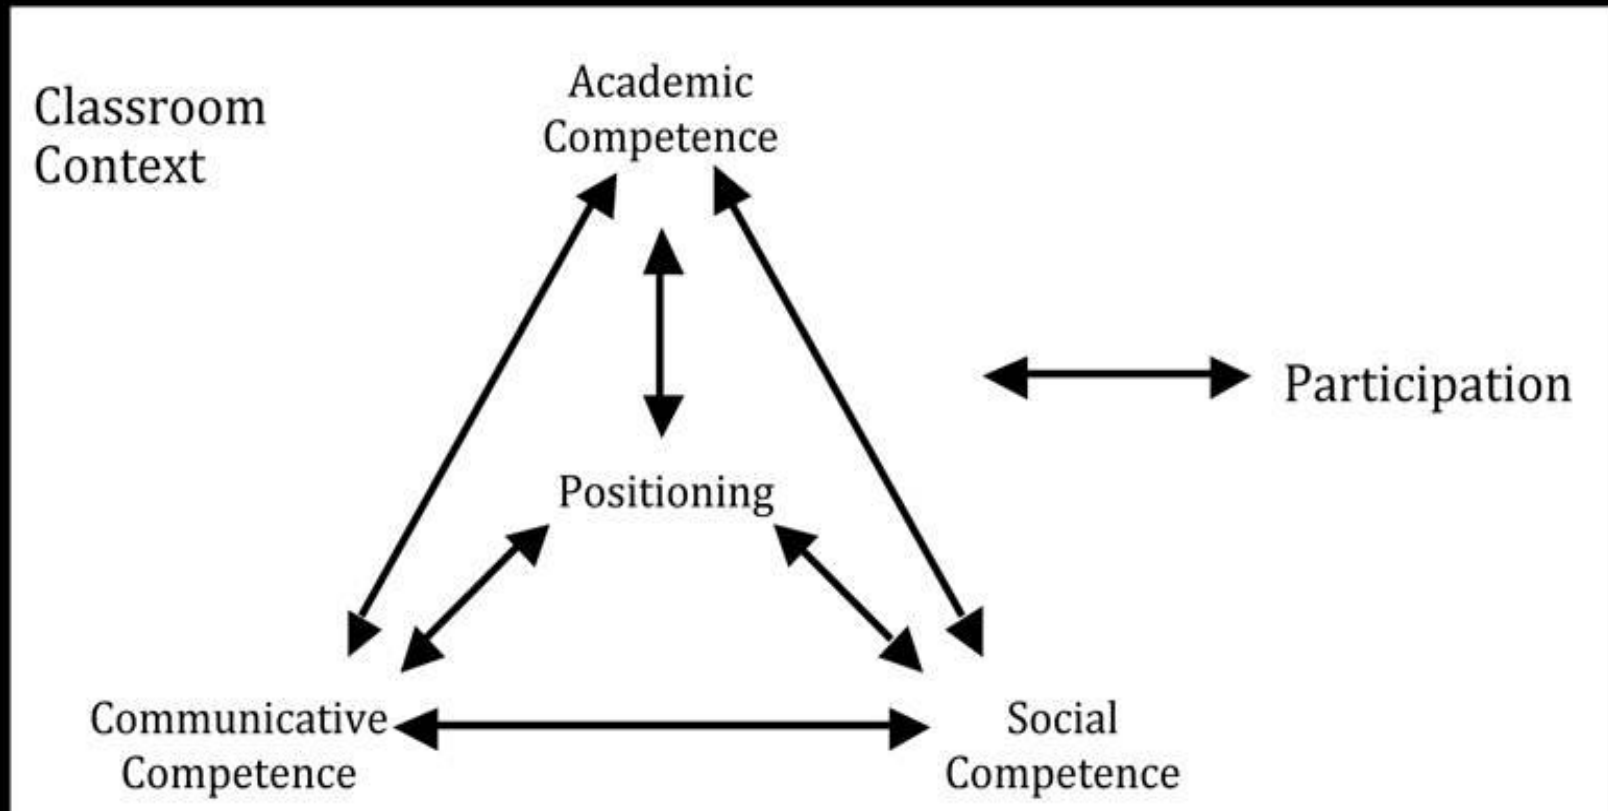 Classroom
Context
Academic
Competence
Positioning
Participation
Communicative
Competence
Social
Competence